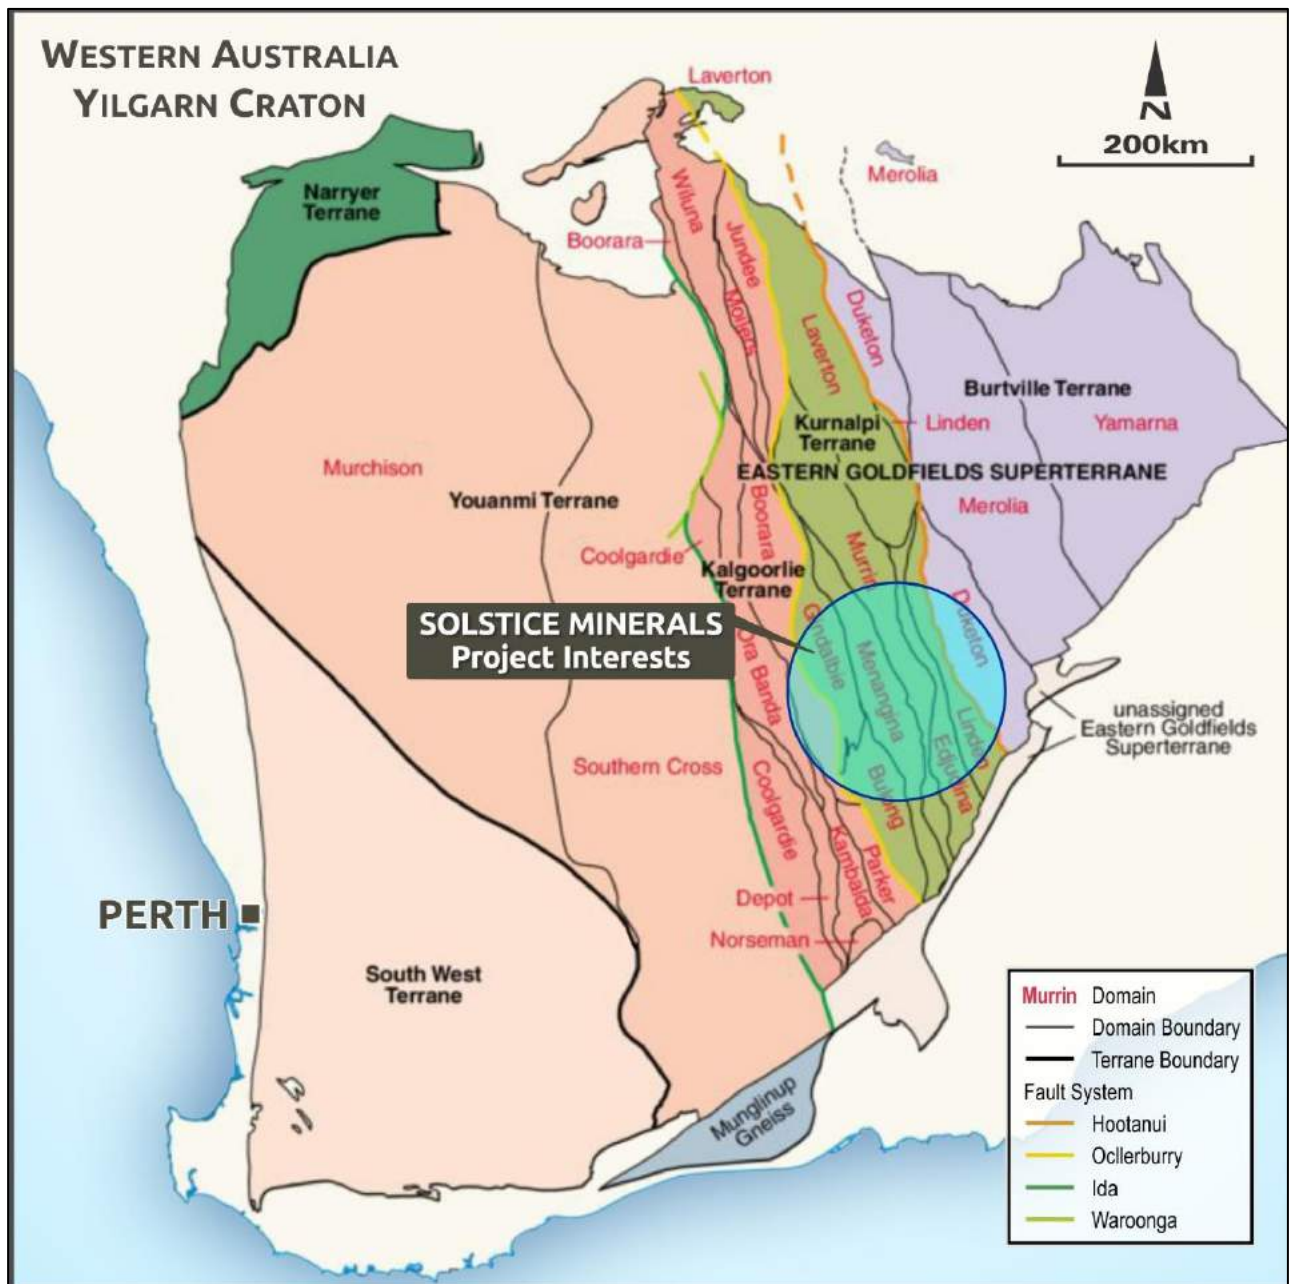 WESTERN AUSTRALIA
YILGARN CRATON
N
200km
Laverton
Merolia
Narryer
Terrane
Wiluna
Boorara
Jundee
Moilers
Duketon
Laverton
Burtville Terrane
Kurnalpi
Terrane
Linden
Yamarna
Murchison
EASTERN GOLDFIELDS SUPERTERRANE
Youanmi Terrane
Boorara
Merolia
Murrin
Coolgardie
Kalgoorlie
Terrane
Duketon
SOLSTICE MINERALS
Project Interests
Gindalbie
Ora Banda
Menangina
Linden
unassigned
Eastern Goldfields
Superterrane
Edjudina
Southern Cross
Coolgardie
Bulong
Kambalda
Parker
Depot
PERTH
Norseman
South West
Terrane
Munglinup
Gneiss
Murrin Domain
Domain Boundary
Terrane Boundary
Fault System
Hootanui
Ocllerburry
Ida
Waroonga